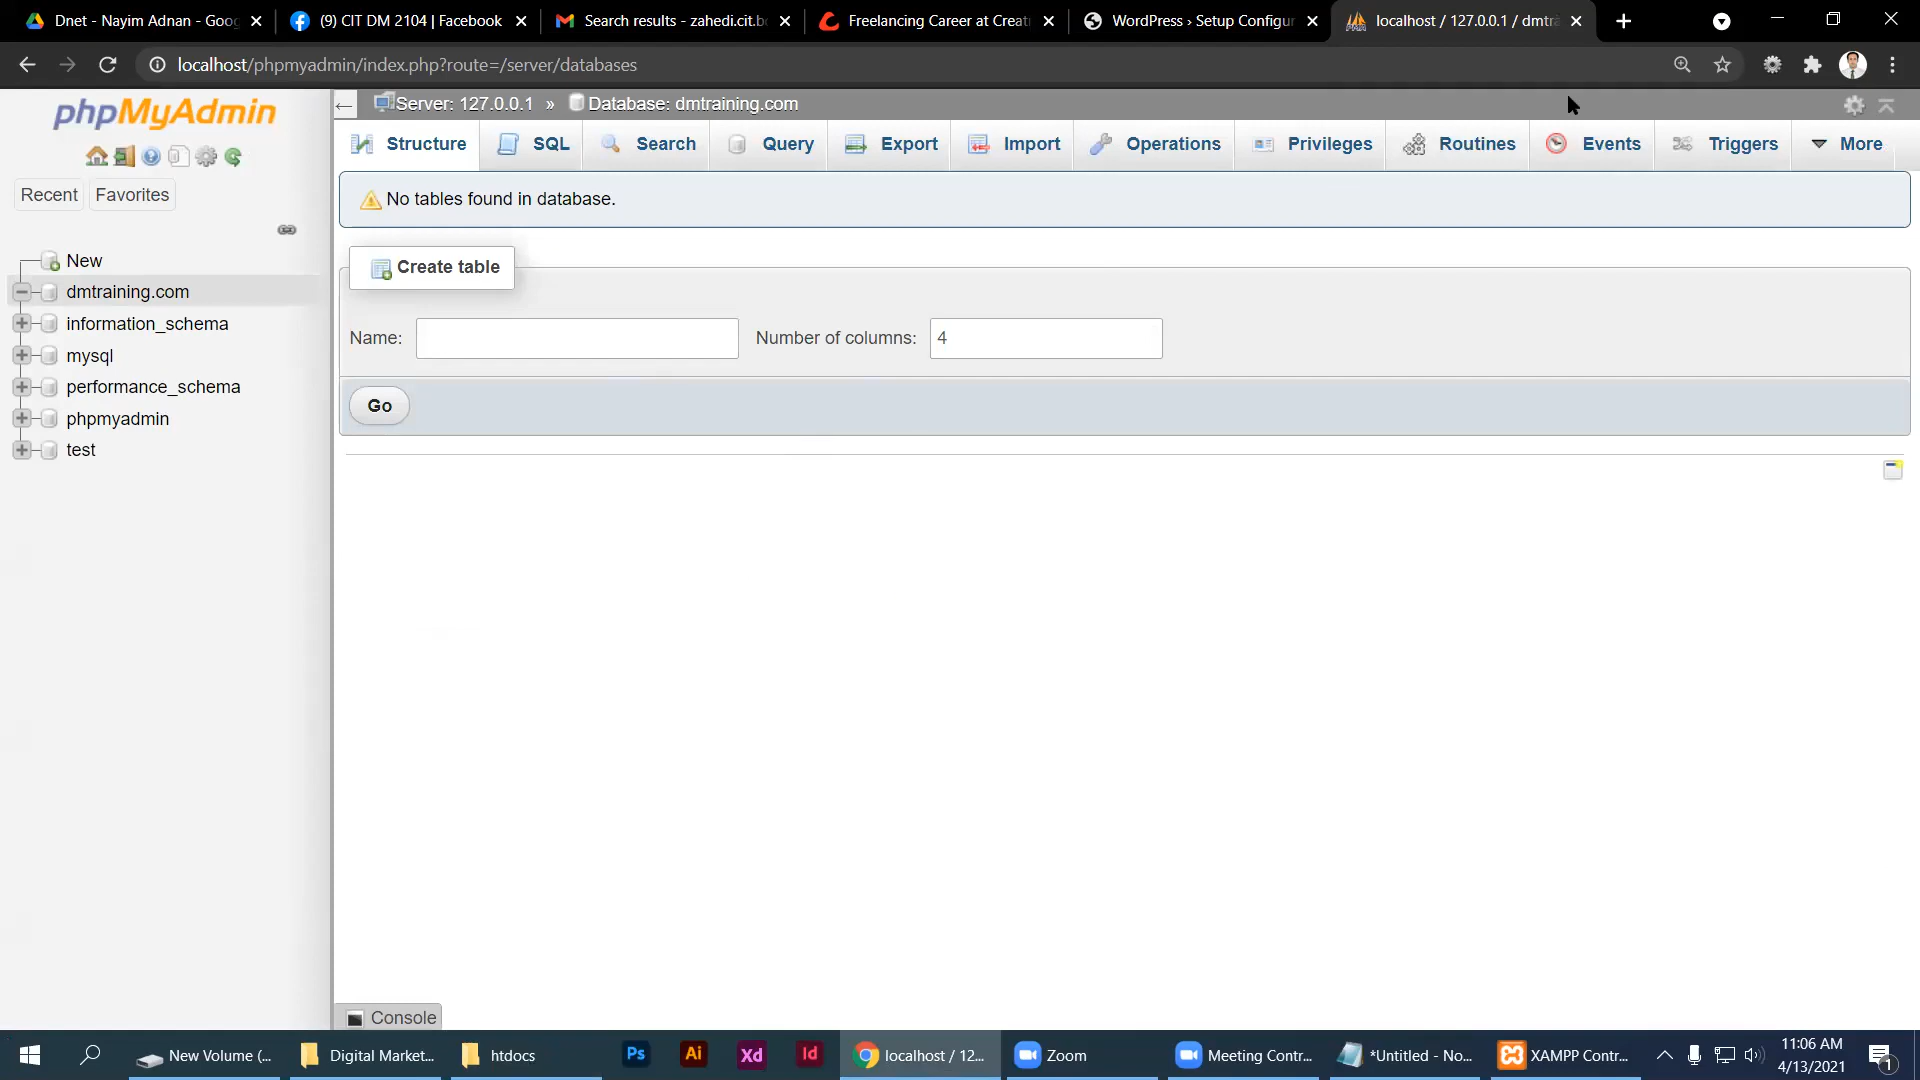 Dnet - Nayim Adnan - Goog
(9) CIT DM 2104 | Facebook
Search results - zahedi.cit.b
Freelancing Career at Creat
WordPress › Setup Configur
localhost / 127.0.0.1 / dmtra
localhost/phpmyadmin/index.php?route=/server/databases
phpMyAdmin
Server: 127.0.0.1 » Database: dmtraining.com
Structure SQL Search Query Export Import Operations Privileges Routines Events Triggers More
Recent Favorites
No tables found in database.
New
dmtraining.com
information_schema
mysql
performance_schema
phpmyadmin
test
Create table
Name: Number of columns: 4
Go
Console
New Volume (...
Digital Market...
htdocs
Ps
Ai
Xd
Id
localhost / 12...
Zoom
Meeting Contr...
*Untitled - No...
XAMPP Contr...
11:06 AM
4/13/2021
1